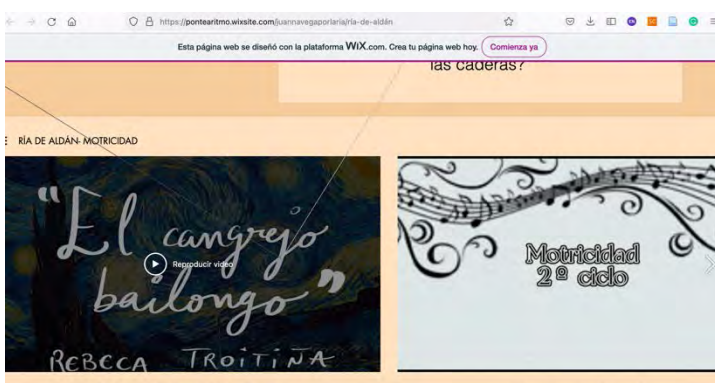 https://pontearitmo.wixsite.com/juannavegaporlaria/ria-de-aldán
Esta página web se diseñó con la plataforma WiX.com. Crea tu página web hoy. Comienza ya
las caderas?
RÍA DE ALDÁN- MOTRICIDAD
"El cangrejo
Reproducir video
bailongo"
REBECA TROITIÑA
Motricidad
2º ciclo